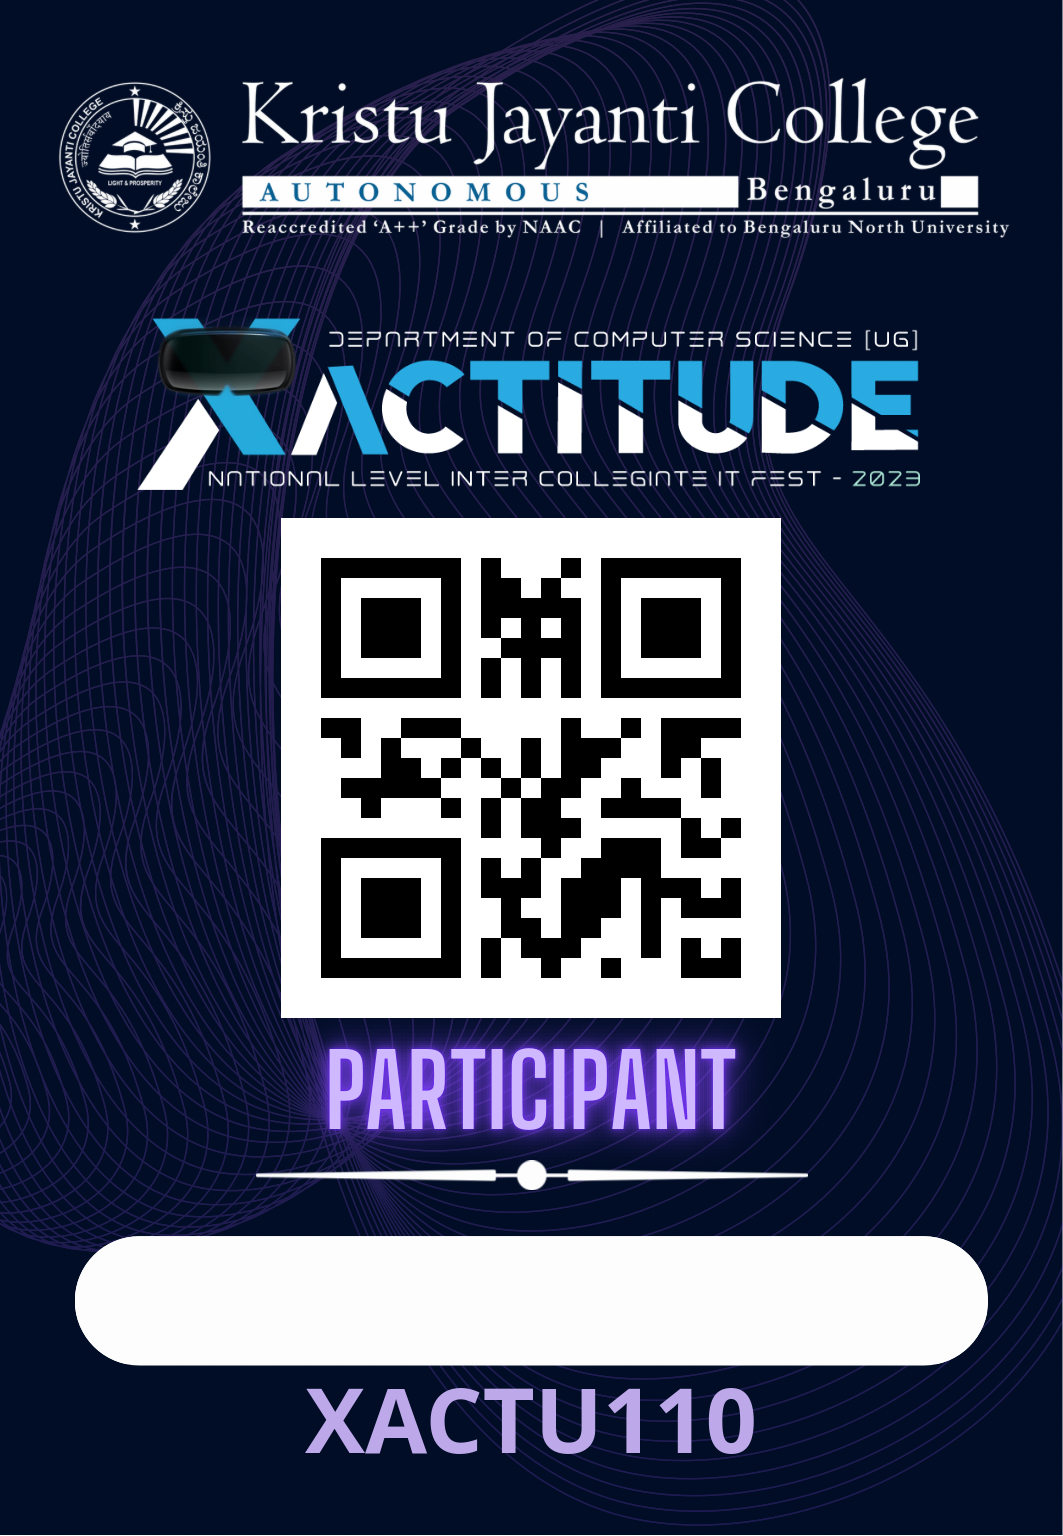 Kristu Jayanti College
AUTONOMOUS Bengaluru
Reaccredited ‘A++’ Grade by NAAC | Affiliated to Bengaluru North University
KRISTU JAYANTI COLLEGE
LIGHT & PROSPERITY
DEPARTMENT OF COMPUTER SCIENCE [UG]
XACTITUDE
NATIONAL LEVEL INTER COLLEGIATE IT FEST - 2023
PARTICIPANT
XACTU110